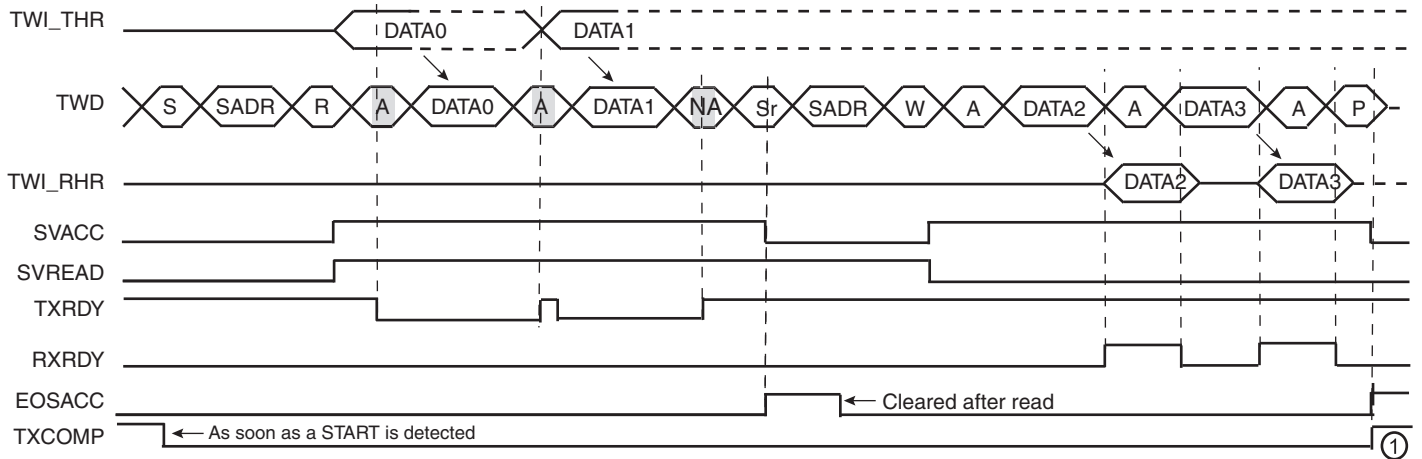 TWI_THR DATA0 DATA1
TWD S SADR R A DATA0 A DATA1 NA Sr SADR W A DATA2 A DATA3 A P
TWI_RHR DATA2 DATA3
SVACC
SVREAD
TXRDY
RXRDY
EOSACC Cleared after read
TXCOMP As soon as a START is detected 1